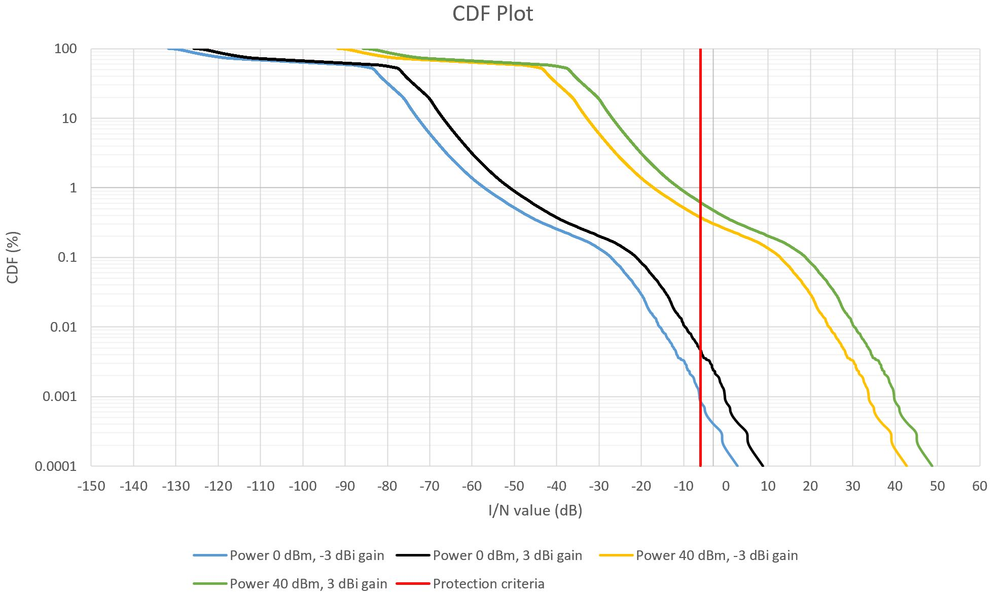 CDF Plot
100
10
1
0.1
0.01
0.001
0.0001
CDF (%)
-150 -140 -130 -120 -110 -100 -90 -80 -70 -60 -50 -40 -30 -20 -10 0 10 20 30 40 50 60
I/N value (dB)
Power 0 dBm, -3 dBi gain Power 0 dBm, 3 dBi gain Power 40 dBm, -3 dBi gain
Power 40 dBm, 3 dBi gain Protection criteria